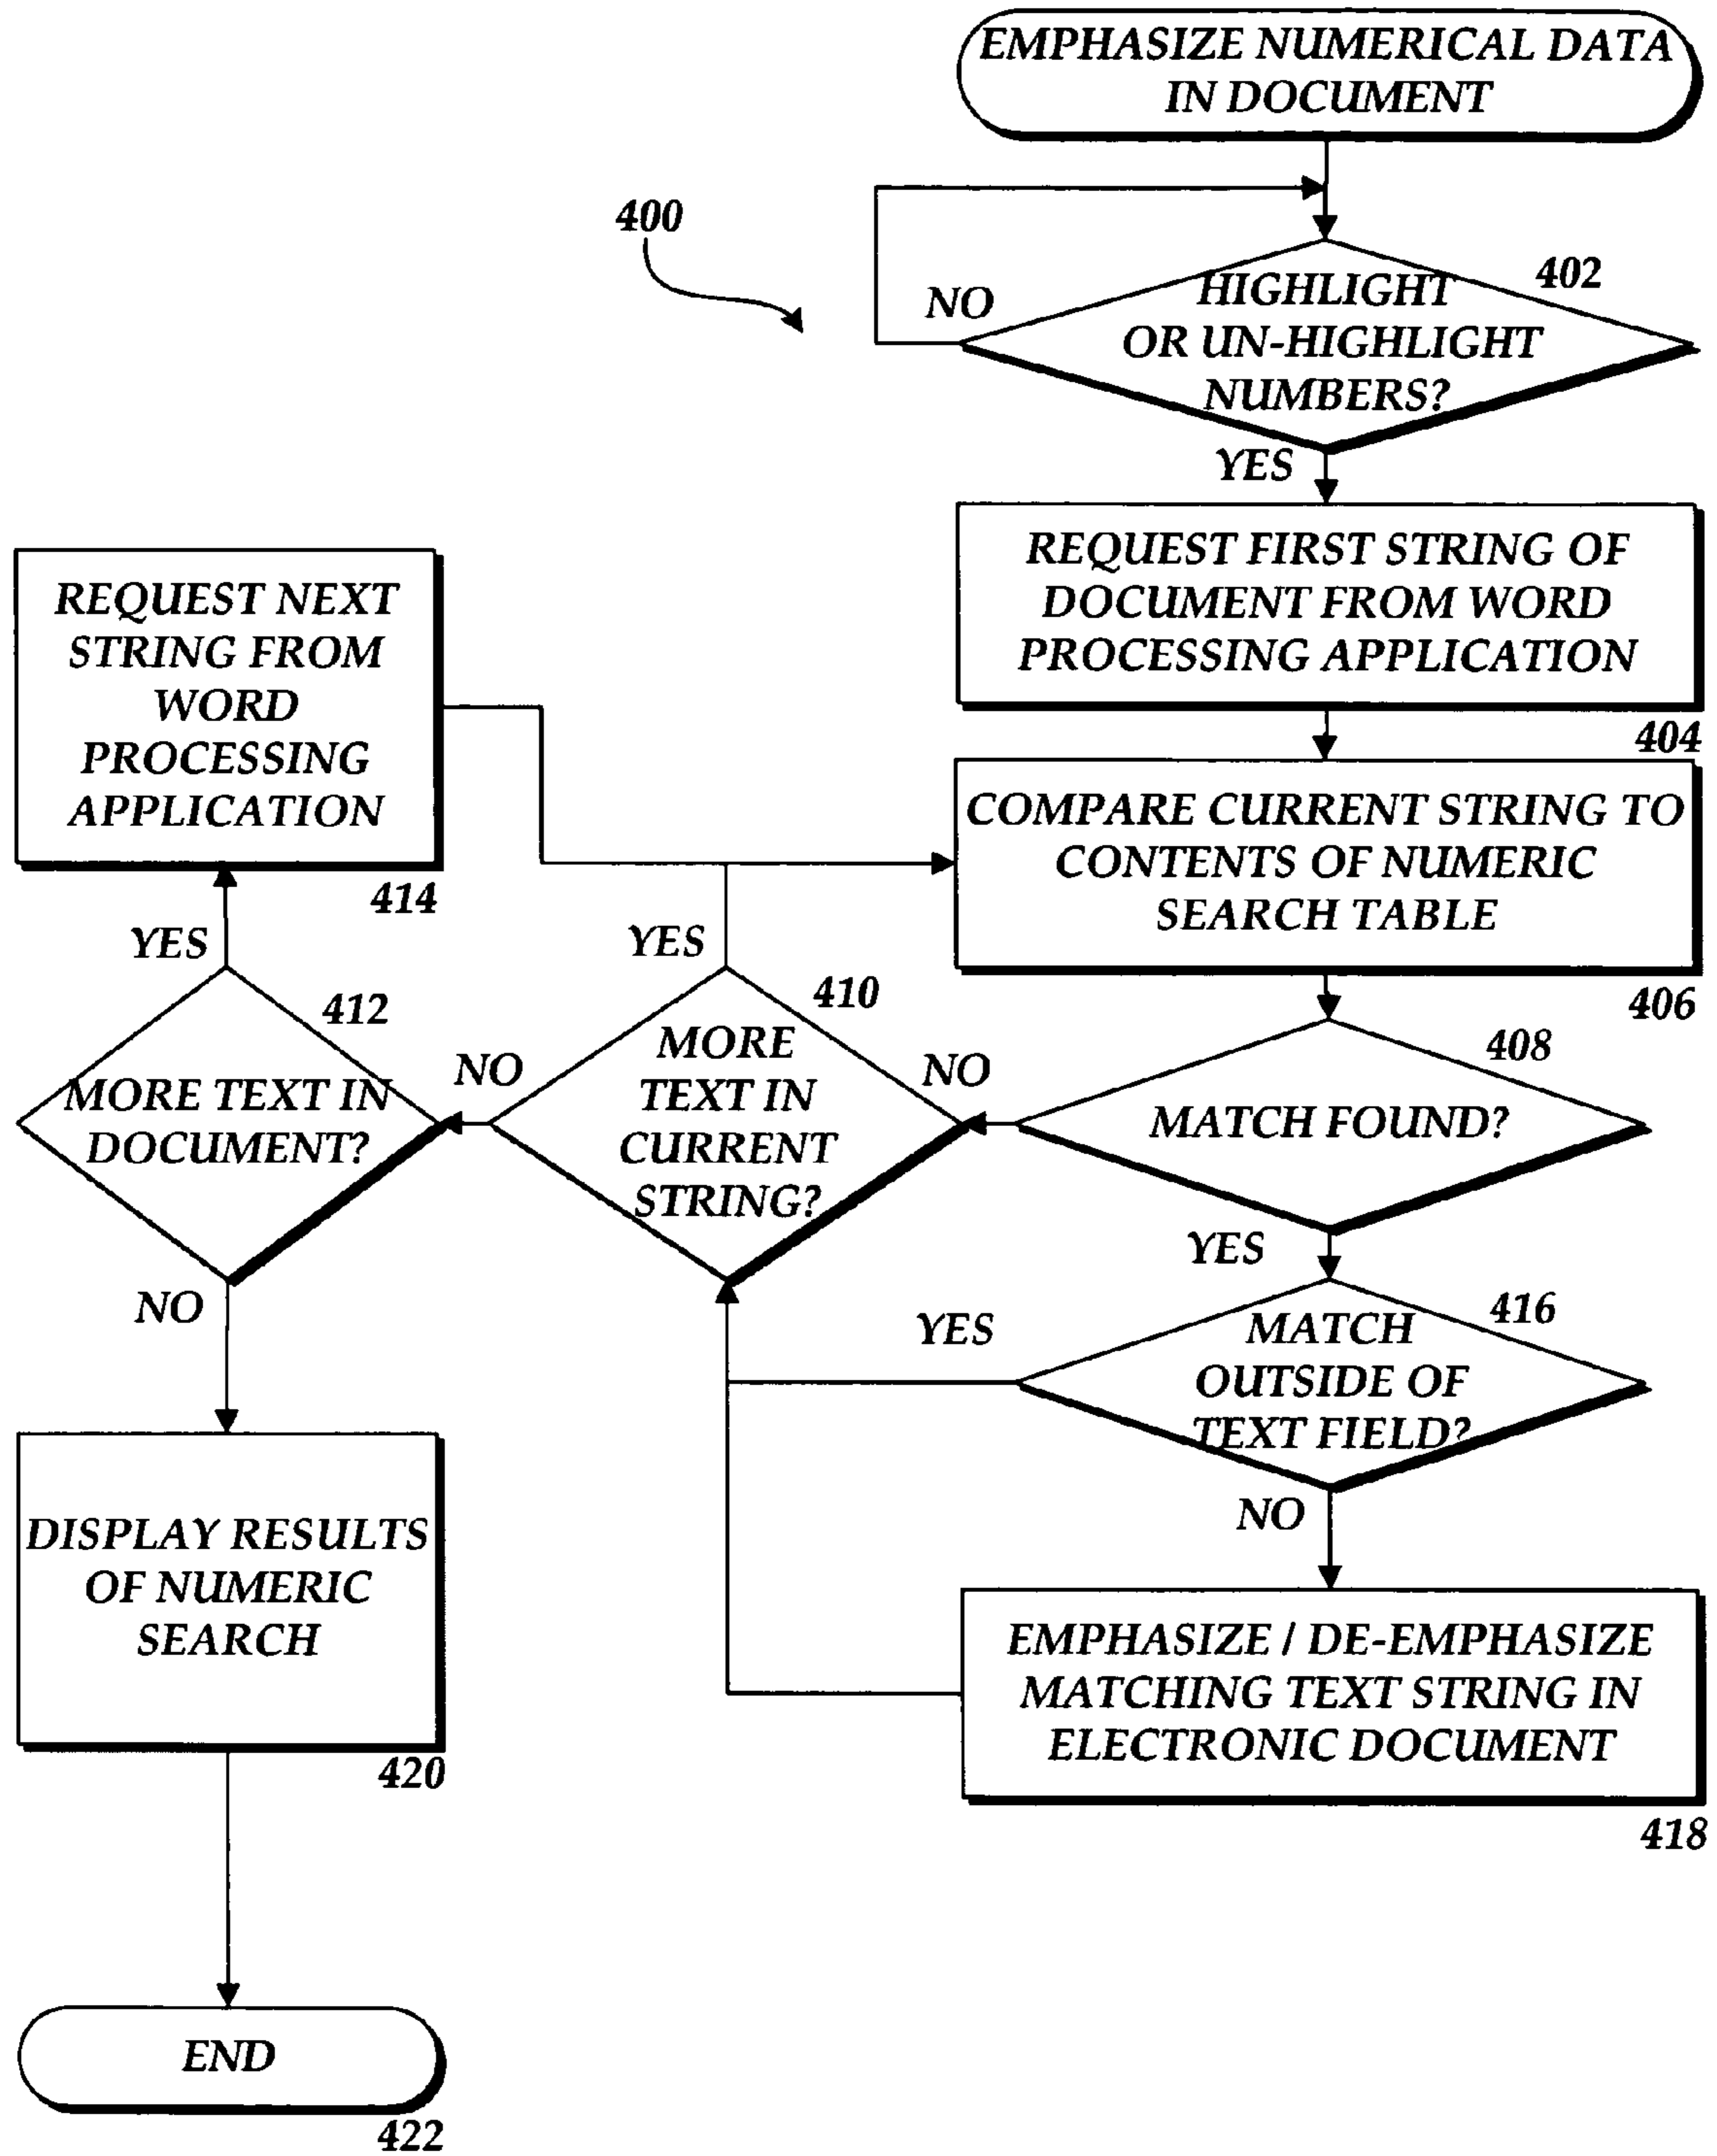 EMPHASIZE NUMERICAL DATA
IN DOCUMENT
400
402
HIGHLIGHT
OR UN-HIGHLIGHT
NUMBERS?
NO
YES
REQUEST FIRST STRING OF
DOCUMENT FROM WORD
PROCESSING APPLICATION
404
REQUEST NEXT
STRING FROM
WORD
PROCESSING
APPLICATION
414
COMPARE CURRENT STRING TO
CONTENTS OF NUMERIC
SEARCH TABLE
406
YES
412
MORE TEXT IN
DOCUMENT?
NO
YES
410
MORE
TEXT IN
CURRENT
STRING?
NO
NO
408
MATCH FOUND?
YES
416
MATCH
OUTSIDE OF
TEXT FIELD?
YES
NO
DISPLAY RESULTS
OF NUMERIC
SEARCH
420
EMPHASIZE / DE-EMPHASIZE
MATCHING TEXT STRING IN
ELECTRONIC DOCUMENT
418
END
422